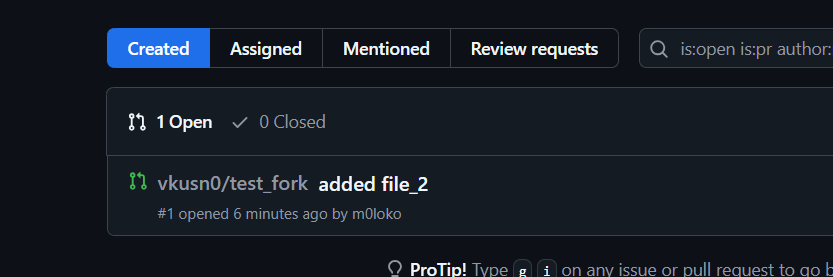 Created Assigned Mentioned Review requests is:open is:pr author:
1 Open 0 Closed
vkusn0/test_fork added file_2
#1 opened 6 minutes ago by m0loko
ProTip! Type g i on any issue or pull request to go b